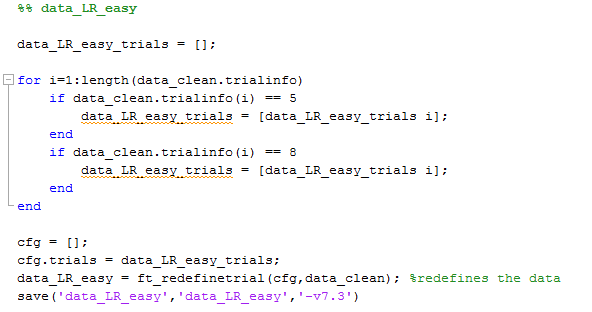 %% data_LR_easy
data_LR_easy_trials = [];
for i=1:length(data_clean.trialinfo)
if data_clean.trialinfo(i) == 5
data_LR_easy_trials = [data_LR_easy_trials i];
end
if data_clean.trialinfo(i) == 8
data_LR_easy_trials = [data_LR_easy_trials i];
end
end
cfg = [];
cfg.trials = data_LR_easy_trials;
data_LR_easy = ft_redefinetrial(cfg,data_clean); %redefines the data
save('data_LR_easy','data_LR_easy','-v7.3')